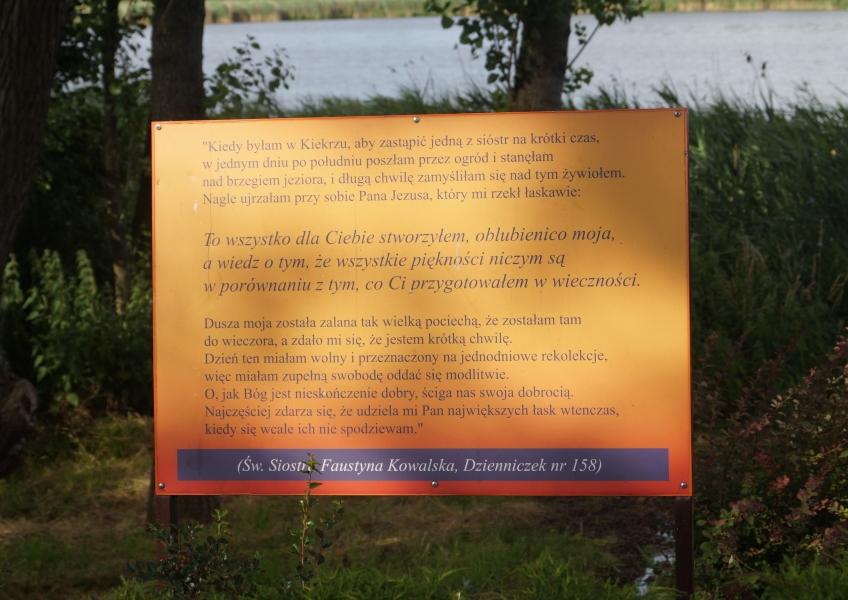 "Kiedy byłam w Kiekrzu, aby zastąpić jedną z sióstr na krótki czas,
w jednym dniu po południu poszłam przez ogród i stanęłam
nad brzegiem jeziora, i długą chwilę zamyśliłam się nad tym żywiołem.
Nagle ujrzałam przy sobie Pana Jezusa, który mi rzekł łaskawie:
To wszystko dla Ciebie stworzyłem, oblubienico moja,
a wiedz o tym, że wszystkie piękności niczym są
w porównaniu z tym, co Ci przygotowałem w wieczności.
Dusza moja została zalana tak wielką pociechą, że zostałam tam
do wieczora, a zdało mi się, że jestem krótką chwilę.
Dzień ten miałam wolny i przeznaczony na jednodniowe rekolekcje,
więc miałam zupełną swobodę oddać się modlitwie.
O, jak Bóg jest nieskończenie dobry, ściga nas swoja dobrocią.
Najczęściej zdarza się, że udziela mi Pan największych łask wtenczas,
kiedy się wcale ich nie spodziewam."
(Św. Siostra Faustyna Kowalska, Dzienniczek nr 158)